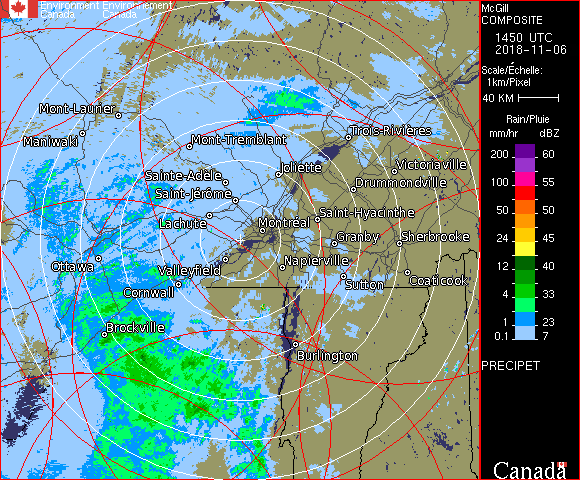 Environment Environnement
Canada Canada
McGill
COMPOSITE
1450 UTC
2018-11-06
Scale/Échelle:
1km/Pixel
40 KM
Rain/Pluie
mm/hr dBZ
200 60
100 55
50 50
24 45
12 40
4 33
1 23
0.1 7
PRECIPET
Canada
Mont-Laurier
Maniwaki
Mont-Tremblant
Trois-Rivières
Joliette
Victoriaville
Sainte-Adèle
Drummondville
Saint-Jérôme
Saint-Hyacinthe
Lachute
Montréal
Granby
Sherbrooke
Ottawa
Valleyfield
Napierville
Coaticook
Cornwall
Sutton
Brockville
Burlington